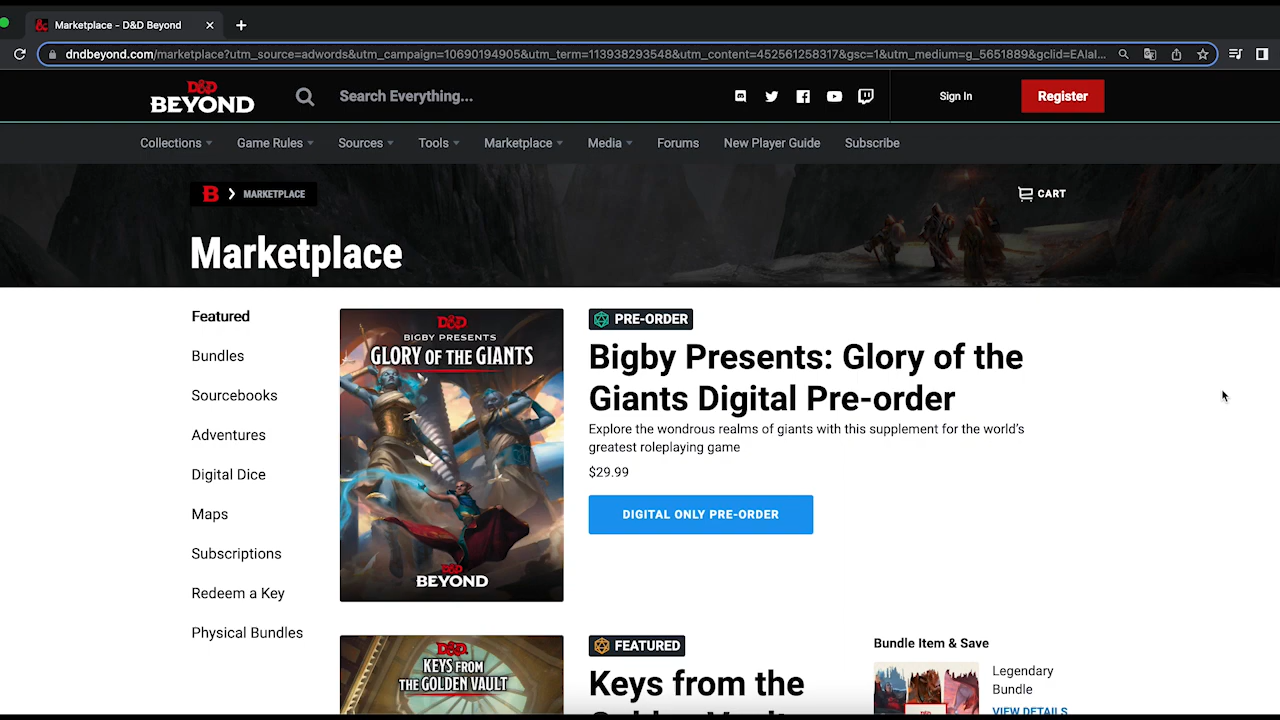 Marketplace - D&D Beyond
dndbeyond.com/marketplace?utm_source=adwords&utm_campaign=10690194905&utm_term=113938293548&utm_content=452561258317&gsc=1&utm_medium=g_5651889&gclid=EAIaI...
D&D
BEYOND
Search Everything...
Sign In
Register
Collections
Game Rules
Sources
Tools
Marketplace
Media
Forums
New Player Guide
Subscribe
B
MARKETPLACE
CART
Marketplace
Featured
Bundles
Sourcebooks
Adventures
Digital Dice
Maps
Subscriptions
Redeem a Key
Physical Bundles
D&D
BIGBY PRESENTS
GLORY OF THE GIANTS
D&D
BEYOND
PRE-ORDER
Bigby Presents: Glory of the
Giants Digital Pre-order
Explore the wondrous realms of giants with this supplement for the world's
greatest roleplaying game
$29.99
DIGITAL ONLY PRE-ORDER
D&D
KEYS FROM
THE GOLDEN VAULT
FEATURED
Keys from the
Golden Vault
Bundle Item & Save
Legendary
Bundle
VIEW DETAILS